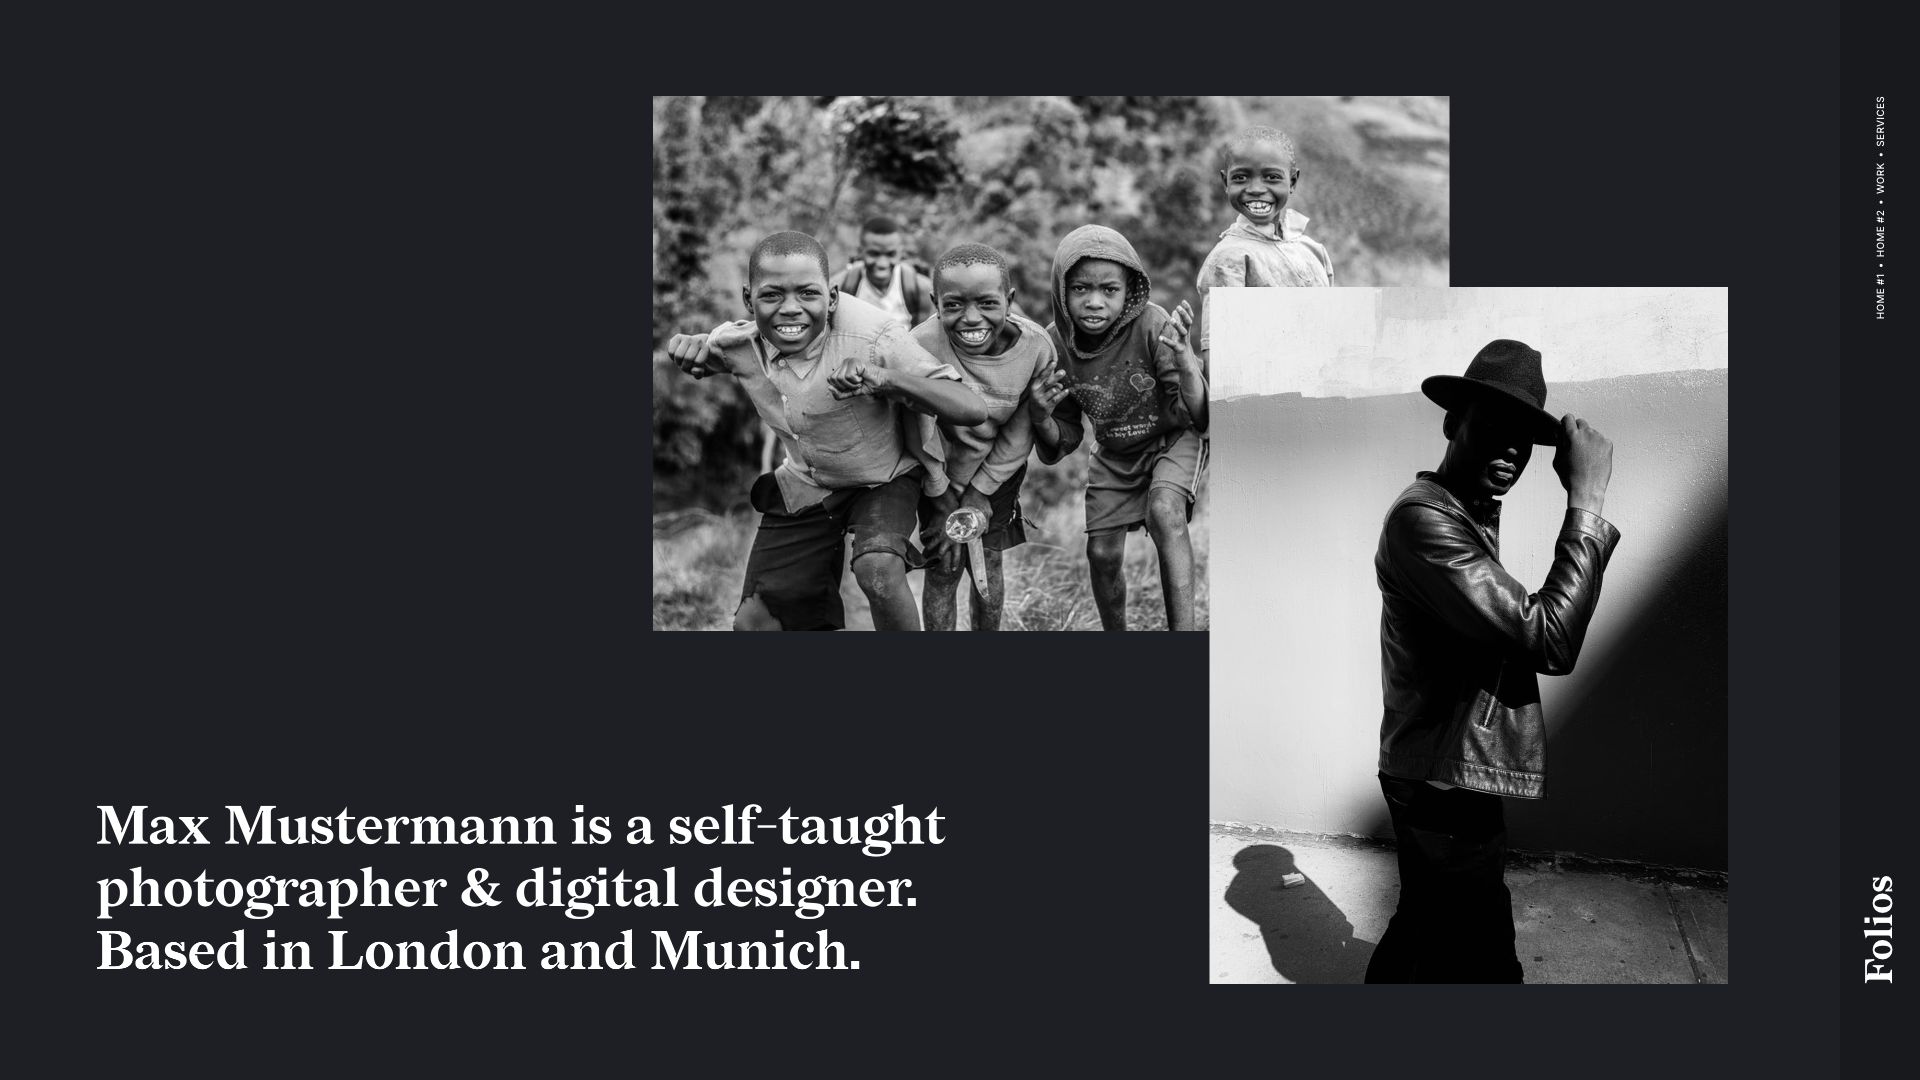 Max Mustermann is a self-taught
photographer & digital designer.
Based in London and Munich.
HOME #1 • HOME #2 • WORK • SERVICES
Folios